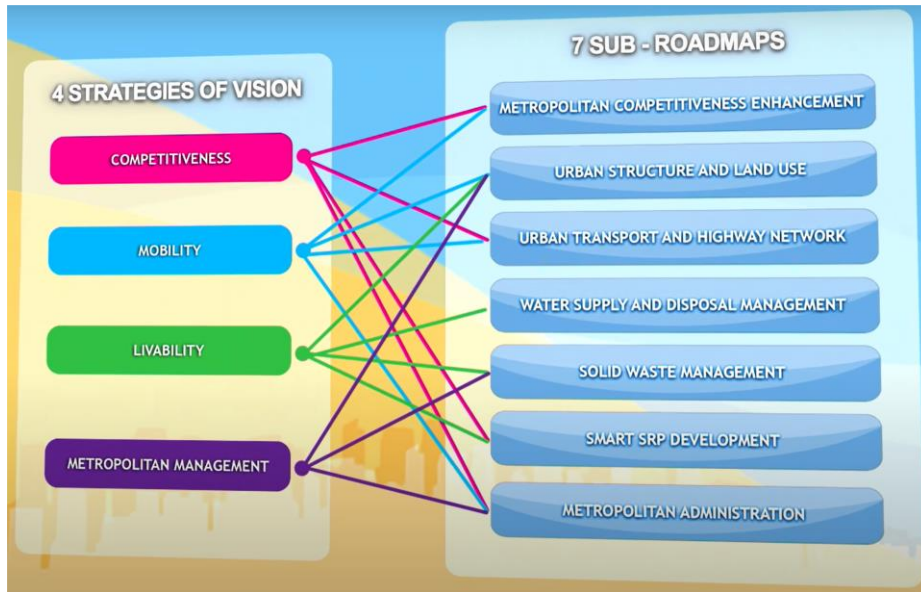 4 STRATEGIES OF VISION
COMPETITIVENESS
MOBILITY
LIVABILITY
METROPOLITAN MANAGEMENT
7 SUB - ROADMAPS
METROPOLITAN COMPETITIVENESS ENHANCEMENT
URBAN STRUCTURE AND LAND USE
URBAN TRANSPORT AND HIGHWAY NETWORK
WATER SUPPLY AND DISPOSAL MANAGEMENT
SOLID WASTE MANAGEMENT
SMART SRP DEVELOPMENT
METROPOLITAN ADMINISTRATION